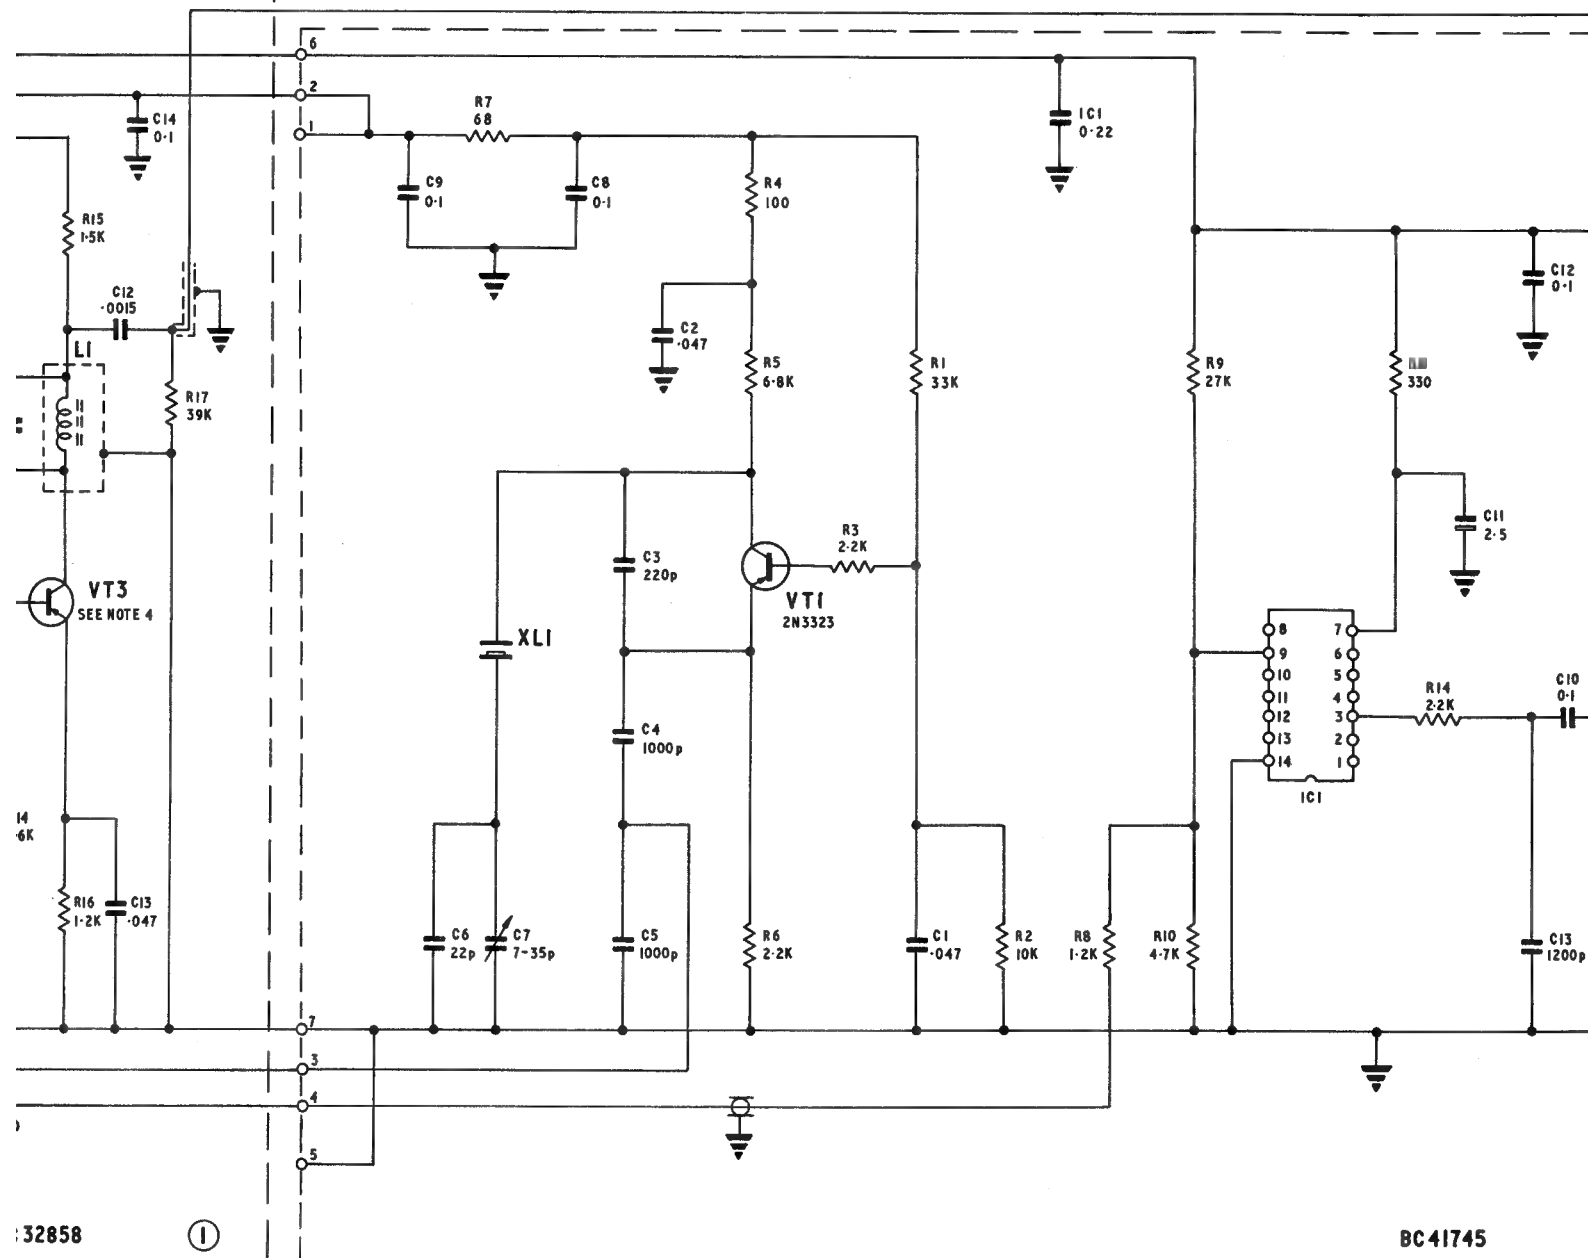 6
2
1
C14
0·1
R7
68
1C1
0·22
C9
0·1
C8
0·1
R4
100
R15
1·5K
C12
·0015
C12
0·1
L1
C2
·047
R5
6·8K
R1
33K
R9
27K
330
R17
39K
R3
2·2K
C11
2·5
C3
220p
VT3
SEE NOTE 4
VT1
2N3323
XL1
8
9
10
11
12
13
14
7
6
5
4
3
2
1
IC1
R14
2·2K
C10
0·1
C4
1000p
14
·6K
R16
1·2K
C13
·047
C6
22p
C7
7-35p
C5
1000p
R6
2·2K
C1
·047
R2
10K
R8
1·2K
R10
4·7K
C13
1200p
7
3
4
5
32858
1
BC41745